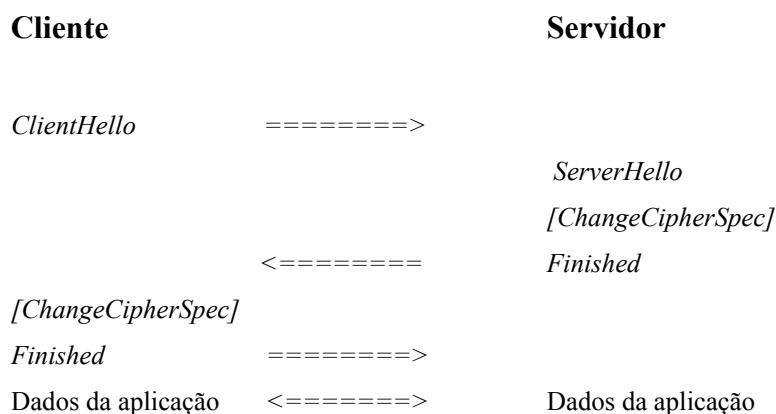 Cliente Servidor
ClientHello ========>
ServerHello
[ChangeCipherSpec]
<======== Finished
[ChangeCipherSpec]
Finished ========>
Dados da aplicação <=======> Dados da aplicação